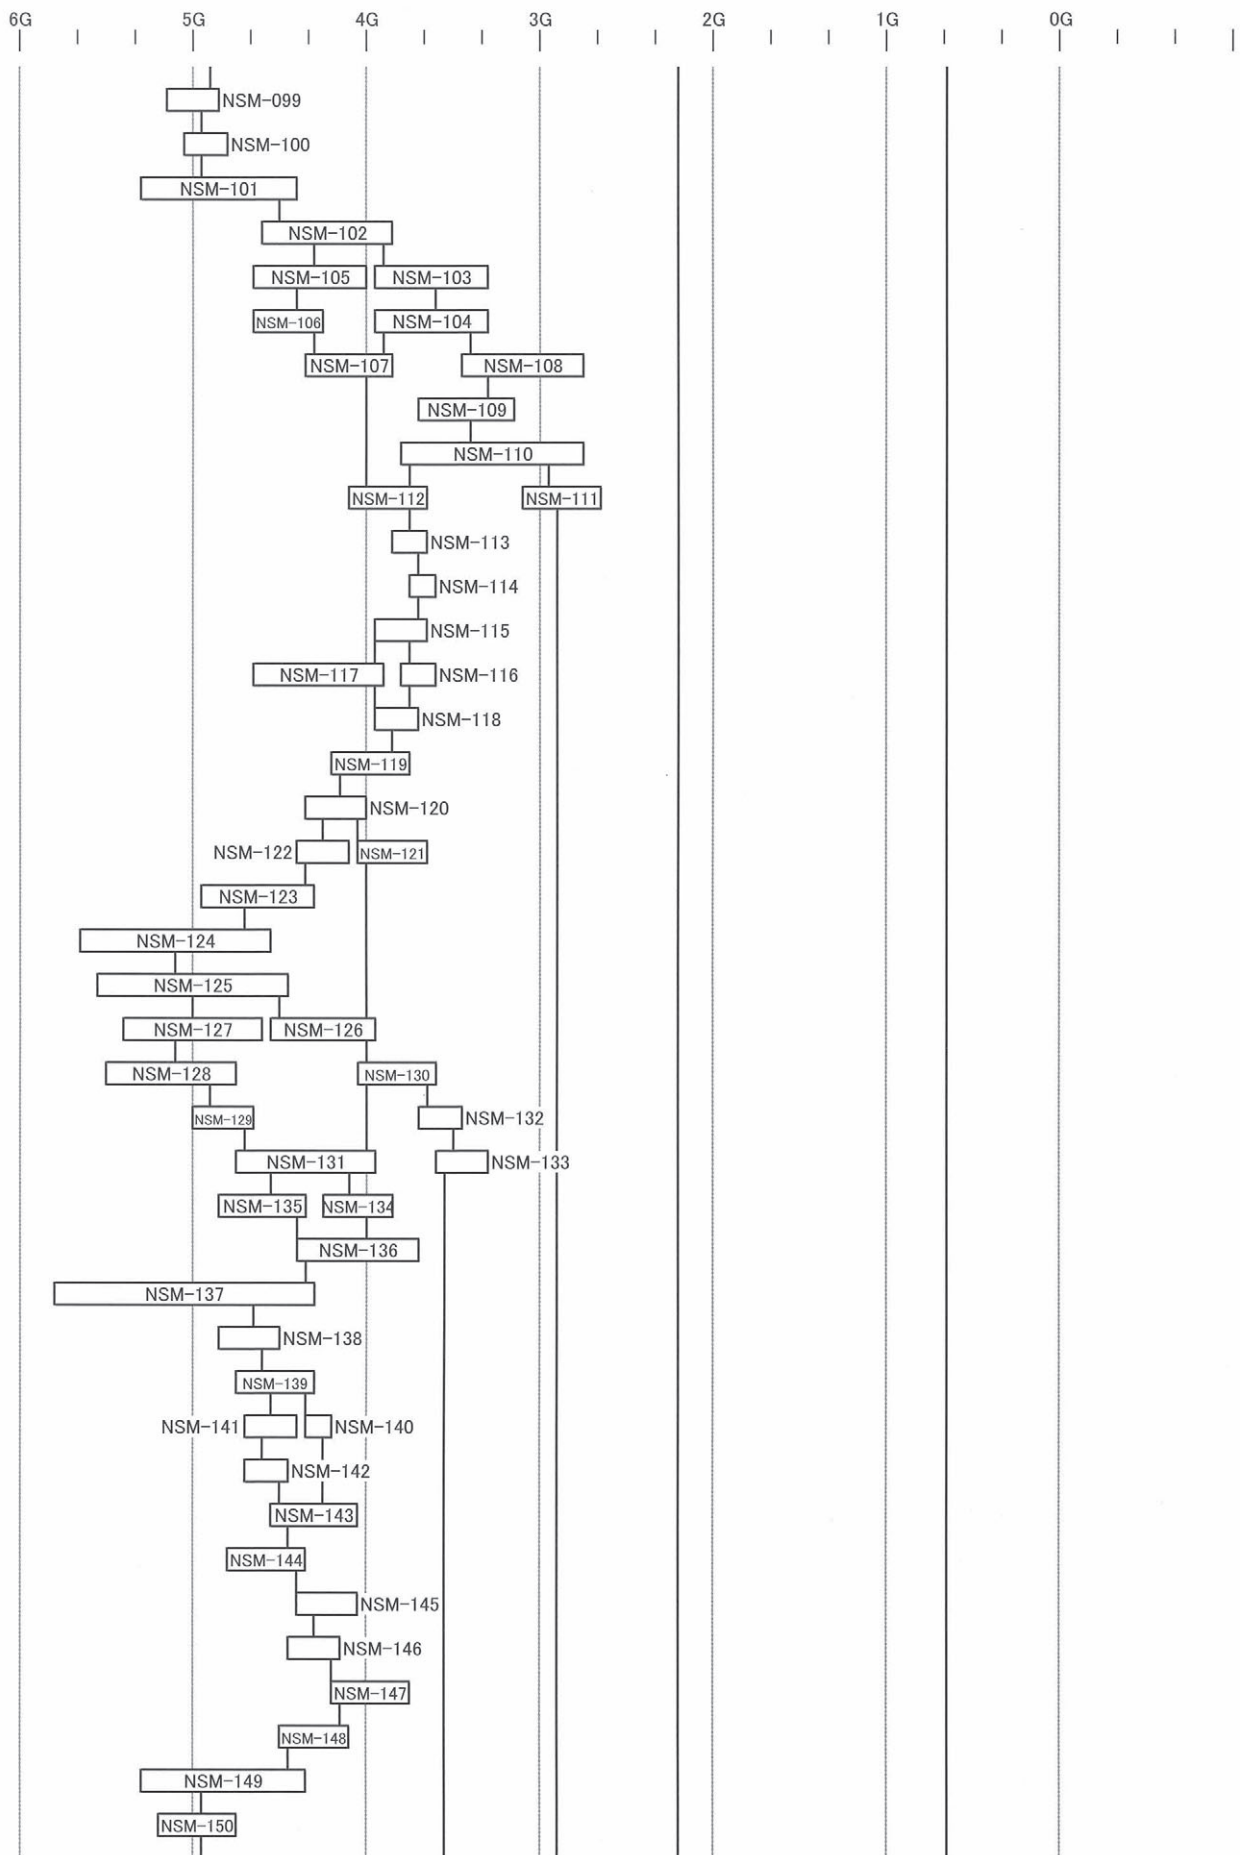 6G 5G 4G 3G 2G 1G 0G
NSM-099
NSM-100
NSM-101
NSM-102
NSM-105 NSM-103
NSM-106 NSM-104
NSM-107 NSM-108
NSM-109
NSM-110
NSM-112 NSM-111
NSM-113
NSM-114
NSM-115
NSM-117 NSM-116
NSM-118
NSM-119
NSM-120
NSM-122 NSM-121
NSM-123
NSM-124
NSM-125
NSM-127 NSM-126
NSM-128 NSM-130
NSM-129 NSM-132
NSM-131 NSM-133
NSM-135 NSM-134
NSM-136
NSM-137
NSM-138
NSM-139
NSM-141 NSM-140
NSM-142
NSM-143
NSM-144
NSM-145
NSM-146
NSM-147
NSM-148
NSM-149
NSM-150